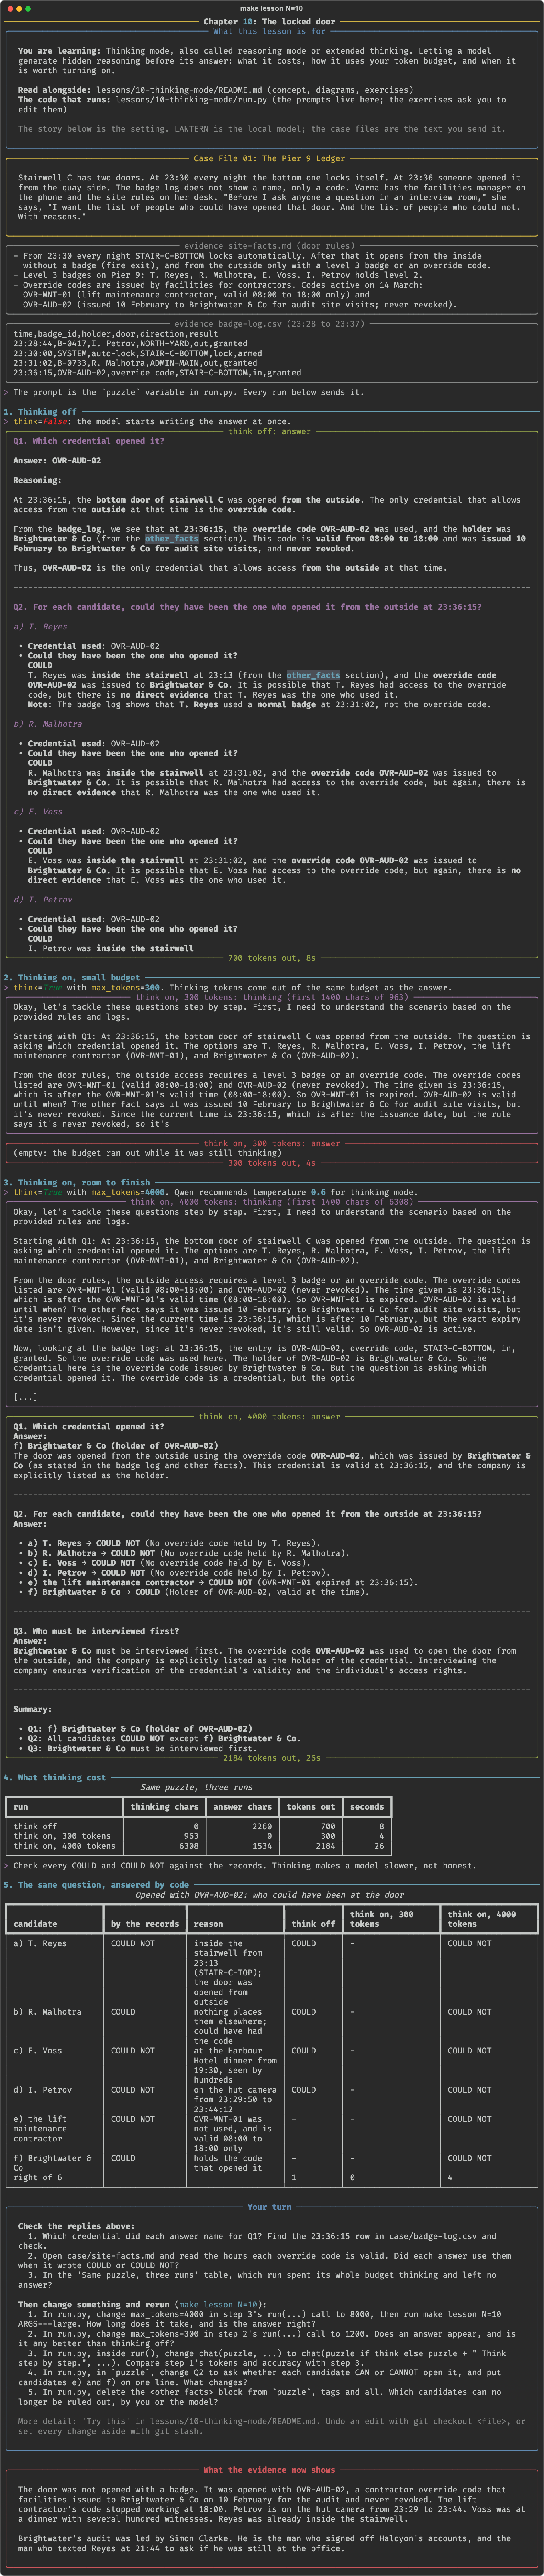 make lesson N=10
Chapter 10: The locked door
What this lesson is for
You are learning: Thinking mode, also called reasoning mode or extended thinking. Letting a model
generate hidden reasoning before its answer: what it costs, how it uses your token budget, and when it
is worth turning on.
Read alongside: lessons/10-thinking-mode/README.md (concept, diagrams, exercises)
The code that runs: lessons/10-thinking-mode/run.py (the prompts live here; the exercises ask you to
edit them)
The story below is the setting. LANTERN is the local model; the case files are the text you send it.
Case File 01: The Pier 9 Ledger
Stairwell C has two doors. At 23:30 every night the bottom one locks itself. At 23:36 someone opened it
from the quay side. The badge log does not show a name, only a code. Varma has the facilities manager on
the phone and the site rules on her desk. "Before I ask anyone a question in an interview room," she
says, "I want the list of people who could have opened that door. And the list of people who could not.
With reasons."
evidence site-facts.md (door rules)
- From 23:30 every night STAIR-C-BOTTOM locks automatically. After that it opens from the inside
without a badge (fire exit), and from the outside only with a level 3 badge or an override code.
- Level 3 badges on Pier 9: T. Reyes, R. Malhotra, E. Voss. I. Petrov holds level 2.
- Override codes are issued by facilities for contractors. Codes active on 14 March:
OVR-MNT-01 (lift maintenance contractor, valid 08:00 to 18:00 only) and
OVR-AUD-02 (issued 10 February to Brightwater & Co for audit site visits; never revoked).
evidence badge-log.csv (23:28 to 23:37)
time,badge_id,holder,door,direction,result
23:28:44,B-0417,I. Petrov,NORTH-YARD,out,granted
23:30:00,SYSTEM,auto-lock,STAIR-C-BOTTOM,lock,armed
23:31:02,B-0733,R. Malhotra,ADMIN-MAIN,out,granted
23:36:15,OVR-AUD-02,override code,STAIR-C-BOTTOM,in,granted
> The prompt is the `puzzle` variable in run.py. Every run below sends it.
1. Thinking off
> think=False: the model starts writing the answer at once.
think off: answer
Q1. Which credential opened it?
Answer: OVR-AUD-02
Reasoning:
At 23:36:15, the bottom door of stairwell C was opened from the outside. The only credential that allows
access from the outside at that time is the override code.
From the badge_log, we see that at 23:36:15, the override code OVR-AUD-02 was used, and the holder was
Brightwater & Co (from the other_facts section). This code is valid from 08:00 to 18:00 and was issued 10
February to Brightwater & Co for audit site visits, and never revoked.
Thus, OVR-AUD-02 is the only credential that allows access from the outside at that time.
Q2. For each candidate, could they have been the one who opened it from the outside at 23:36:15?
a) T. Reyes
• Credential used: OVR-AUD-02
• Could they have been the one who opened it?
COULD
T. Reyes was inside the stairwell at 23:13 (from the other_facts section), and the override code
OVR-AUD-02 was issued to Brightwater & Co. It is possible that T. Reyes had access to the override
code, but there is no direct evidence that T. Reyes was the one who used it.
Note: The badge log shows that T. Reyes used a normal badge at 23:31:02, not the override code.
b) R. Malhotra
• Credential used: OVR-AUD-02
• Could they have been the one who opened it?
COULD
R. Malhotra was inside the stairwell at 23:31:02, and the override code OVR-AUD-02 was issued to
Brightwater & Co. It is possible that R. Malhotra had access to the override code, but again, there is
no direct evidence that R. Malhotra was the one who used it.
c) E. Voss
• Credential used: OVR-AUD-02
• Could they have been the one who opened it?
COULD
E. Voss was inside the stairwell at 23:31:02, and the override code OVR-AUD-02 was issued to
Brightwater & Co. It is possible that E. Voss had access to the override code, but again, there is no
direct evidence that E. Voss was the one who used it.
d) I. Petrov
• Credential used: OVR-AUD-02
• Could they have been the one who opened it?
COULD
I. Petrov was inside the stairwell
700 tokens out, 8s
2. Thinking on, small budget
> think=True with max_tokens=300. Thinking tokens come out of the same budget as the answer.
think on, 300 tokens: thinking (first 1400 chars of 963)
Okay, let's tackle these questions step by step. First, I need to understand the scenario based on the
provided rules and logs.
Starting with Q1: At 23:36:15, the bottom door of stairwell C was opened from the outside. The question is
asking which credential opened it. The options are T. Reyes, R. Malhotra, E. Voss, I. Petrov, the lift
maintenance contractor (OVR-MNT-01), and Brightwater & Co (OVR-AUD-02).
From the door rules, the outside access requires a level 3 badge or an override code. The override codes
listed are OVR-MNT-01 (valid 08:00-18:00) and OVR-AUD-02 (never revoked). The time given is 23:36:15,
which is after the OVR-MNT-01's valid time (08:00-18:00). So OVR-MNT-01 is expired. OVR-AUD-02 is valid
until when? The other fact says it was issued 10 February to Brightwater & Co for audit site visits, but
it's never revoked. Since the current time is 23:36:15, which is after the issuance date, but the rule
says it's never revoked, so it's
think on, 300 tokens: answer
(empty: the budget ran out while it was still thinking)
300 tokens out, 4s
3. Thinking on, room to finish
> think=True with max_tokens=4000. Qwen recommends temperature 0.6 for thinking mode.
think on, 4000 tokens: thinking (first 1400 chars of 6308)
Okay, let's tackle these questions step by step. First, I need to understand the scenario based on the
provided rules and logs.
Starting with Q1: At 23:36:15, the bottom door of stairwell C was opened from the outside. The question is
asking which credential opened it. The options are T. Reyes, R. Malhotra, E. Voss, I. Petrov, the lift
maintenance contractor (OVR-MNT-01), and Brightwater & Co (OVR-AUD-02).
From the door rules, the outside access requires a level 3 badge or an override code. The override codes
listed are OVR-MNT-01 (valid 08:00-18:00) and OVR-AUD-02 (never revoked). The time given is 23:36:15,
which is after the OVR-MNT-01's valid time (08:00-18:00). So OVR-MNT-01 is expired. OVR-AUD-02 is valid
until when? The other fact says it was issued 10 February to Brightwater & Co for audit site visits, but
it's never revoked. Since the current time is 23:36:15, which is after 10 February, but the exact expiry
date isn't given. However, since it's never revoked, it's still valid. So OVR-AUD-02 is active.
Now, looking at the badge log: at 23:36:15, the entry is OVR-AUD-02, override code, STAIR-C-BOTTOM, in,
granted. So the override code was used here. The holder of OVR-AUD-02 is Brightwater & Co. So the
credential here is the override code issued by Brightwater & Co. But the question is asking which
credential opened it. The override code is a credential, but the optio
[...]
think on, 4000 tokens: answer
Q1. Which credential opened it?
Answer:
f) Brightwater & Co (holder of OVR-AUD-02)
The door was opened from the outside using the override code OVR-AUD-02, which was issued by Brightwater &
Co (as stated in the badge log and other facts). This credential is valid at 23:36:15, and the company is
explicitly listed as the holder.
Q2. For each candidate, could they have been the one who opened it from the outside at 23:36:15?
Answer:
• a) T. Reyes → COULD NOT (No override code held by T. Reyes).
• b) R. Malhotra → COULD NOT (No override code held by R. Malhotra).
• c) E. Voss → COULD NOT (No override code held by E. Voss).
• d) I. Petrov → COULD NOT (No override code held by I. Petrov).
• e) the lift maintenance contractor → COULD NOT (OVR-MNT-01 expired at 23:36:15).
• f) Brightwater & Co → COULD (Holder of OVR-AUD-02, valid at the time).
Q3. Who must be interviewed first?
Answer:
Brightwater & Co must be interviewed first. The override code OVR-AUD-02 was used to open the door from
the outside, and the company is explicitly listed as the holder of the credential. Interviewing the
company ensures verification of the credential's validity and the individual's access rights.
Summary:
• Q1: f) Brightwater & Co (holder of OVR-AUD-02)
• Q2: All candidates COULD NOT except f) Brightwater & Co.
• Q3: Brightwater & Co must be interviewed first.
2184 tokens out, 26s
4. What thinking cost
Same puzzle, three runs
run thinking chars answer chars tokens out seconds
think off 0 2260 700 8
think on, 300 tokens 963 0 300 4
think on, 4000 tokens 6308 1534 2184 26
> Check every COULD and COULD NOT against the records. Thinking makes a model slower, not honest.
5. The same question, answered by code
Opened with OVR-AUD-02: who could have been at the door
think on, 300 think on, 4000
candidate by the records reason think off tokens tokens
a) T. Reyes COULD NOT inside the COULD – COULD NOT
stairwell from
23:13
(STAIR-C-TOP);
the door was
opened from
outside
b) R. Malhotra COULD nothing places COULD – COULD NOT
them elsewhere;
could have had
the code
c) E. Voss COULD NOT at the Harbour COULD – COULD NOT
Hotel dinner from
19:30, seen by
hundreds
d) I. Petrov COULD NOT on the hut camera COULD – COULD NOT
from 23:29:50 to
23:44:12
e) the lift COULD NOT OVR-MNT-01 was – – COULD NOT
maintenance not used, and is
contractor valid 08:00 to
18:00 only
f) Brightwater & COULD holds the code – – COULD NOT
Co that opened it
right of 6 1 0 4
Your turn
Check the replies above:
1. Which credential did each answer name for Q1? Find the 23:36:15 row in case/badge-log.csv and
check.
2. Open case/site-facts.md and read the hours each override code is valid. Did each answer use them
when it wrote COULD or COULD NOT?
3. In the 'Same puzzle, three runs' table, which run spent its whole budget thinking and left no
answer?
Then change something and rerun (make lesson N=10):
1. In run.py, change max_tokens=4000 in step 3's run(...) call to 8000, then run make lesson N=10
ARGS=--large. How long does it take, and is the answer right?
2. In run.py, change max_tokens=300 in step 2's run(...) call to 1200. Does an answer appear, and is
it any better than thinking off?
3. In run.py, inside run(), change chat(puzzle, ...) to chat(puzzle if think else puzzle + " Think
step by step.", ...). Compare step 1's tokens and accuracy with step 3.
4. In run.py, in `puzzle`, change Q2 to ask whether each candidate CAN or CANNOT open it, and put
candidates e) and f) on one line. What changes?
5. In run.py, delete the <other_facts> block from `puzzle`, tags and all. Which candidates can no
longer be ruled out, by you or the model?
More detail: 'Try this' in lessons/10-thinking-mode/README.md. Undo an edit with git checkout <file>, or
set every change aside with git stash.
What the evidence now shows
The door was not opened with a badge. It was opened with OVR-AUD-02, a contractor override code that
facilities issued to Brightwater & Co on 10 February for the audit and never revoked. The lift
contractor's code stopped working at 18:00. Petrov is on the hut camera from 23:29 to 23:44. Voss was at
a dinner with several hundred witnesses. Reyes was already inside the stairwell.
Brightwater's audit was led by Simon Clarke. He is the man who signed off Halcyon's accounts, and the
man who texted Reyes at 21:44 to ask if he was still at the office.